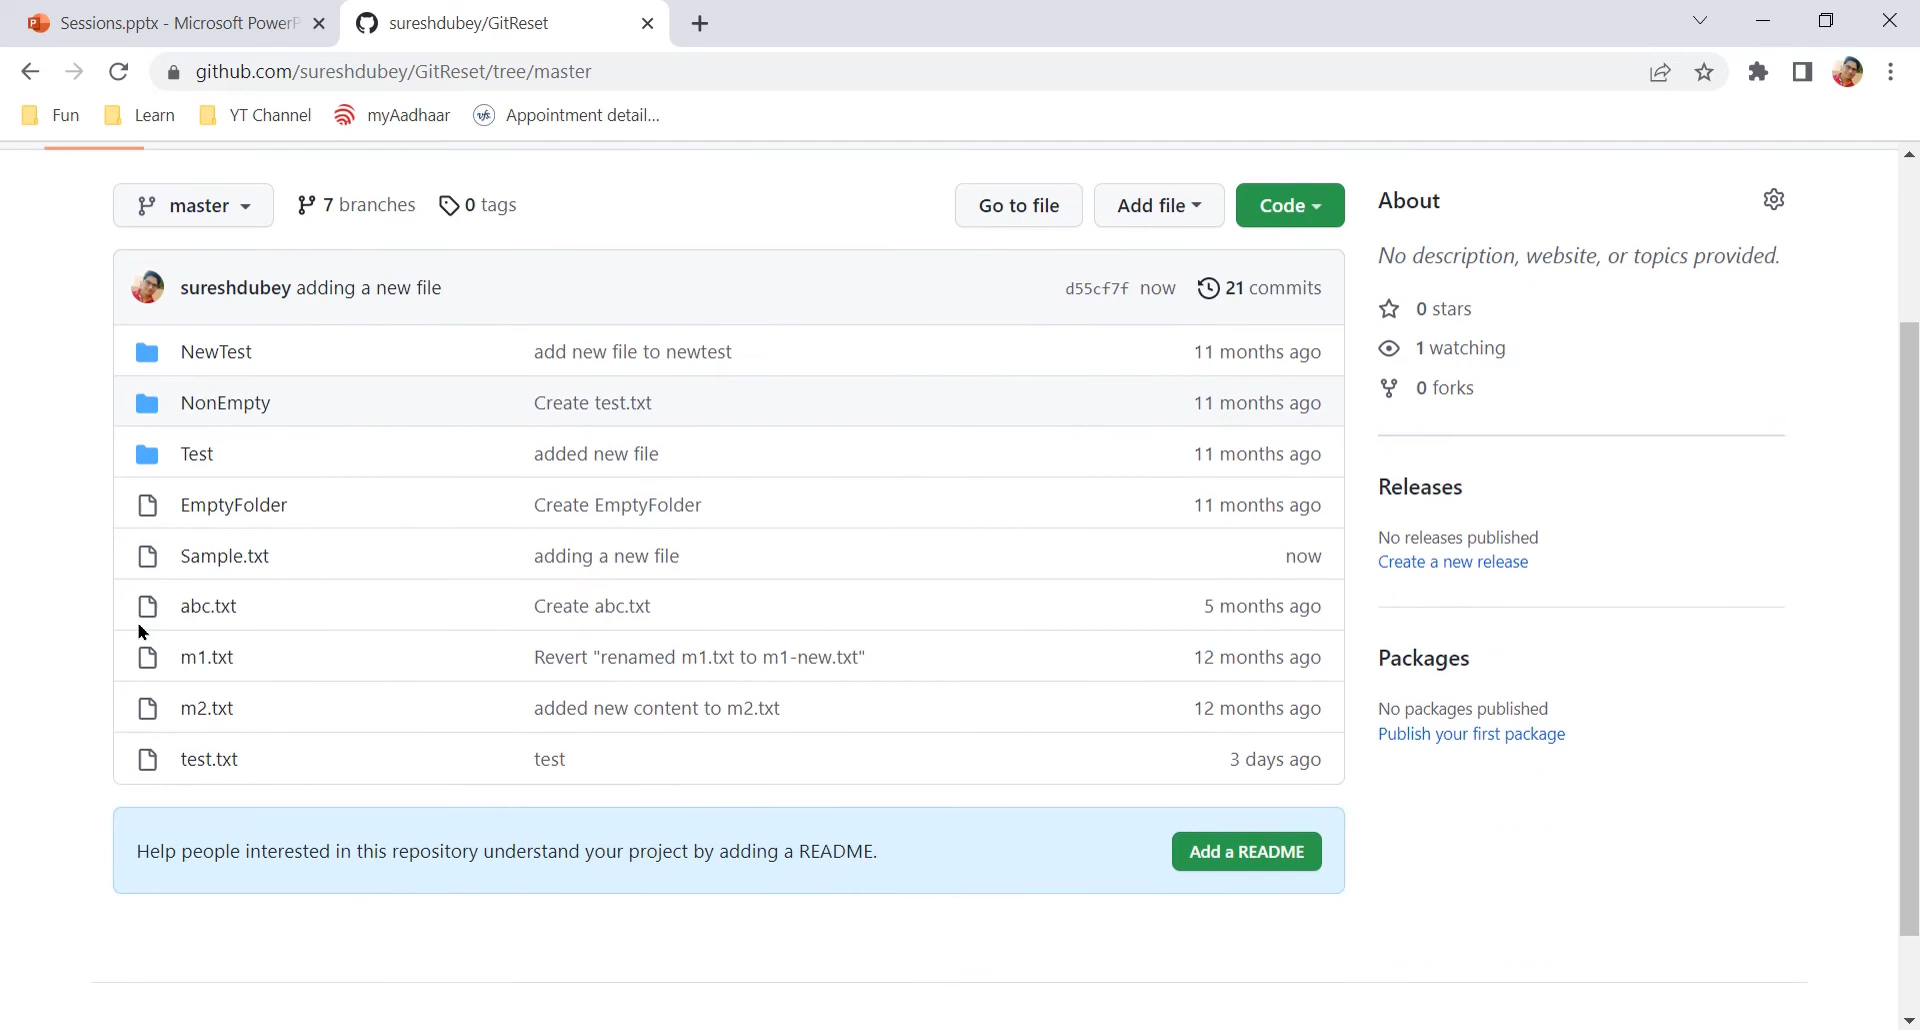 Sessions.pptx - Microsoft PowerP
sureshdubey/GitReset
github.com/sureshdubey/GitReset/tree/master
Fun Learn YT Channel myAadhaar vfs Appointment detail...
master 7 branches 0 tags Go to file Add file Code
sureshdubey adding a new file d55cf7f now 21 commits
NewTest add new file to newtest 11 months ago
NonEmpty Create test.txt 11 months ago
Test added new file 11 months ago
EmptyFolder Create EmptyFolder 11 months ago
Sample.txt adding a new file now
abc.txt Create abc.txt 5 months ago
m1.txt Revert "renamed m1.txt to m1-new.txt" 12 months ago
m2.txt added new content to m2.txt 12 months ago
test.txt test 3 days ago
Help people interested in this repository understand your project by adding a README. Add a README
About
No description, website, or topics provided.
0 stars
1 watching
0 forks
Releases
No releases published
Create a new release
Packages
No packages published
Publish your first package